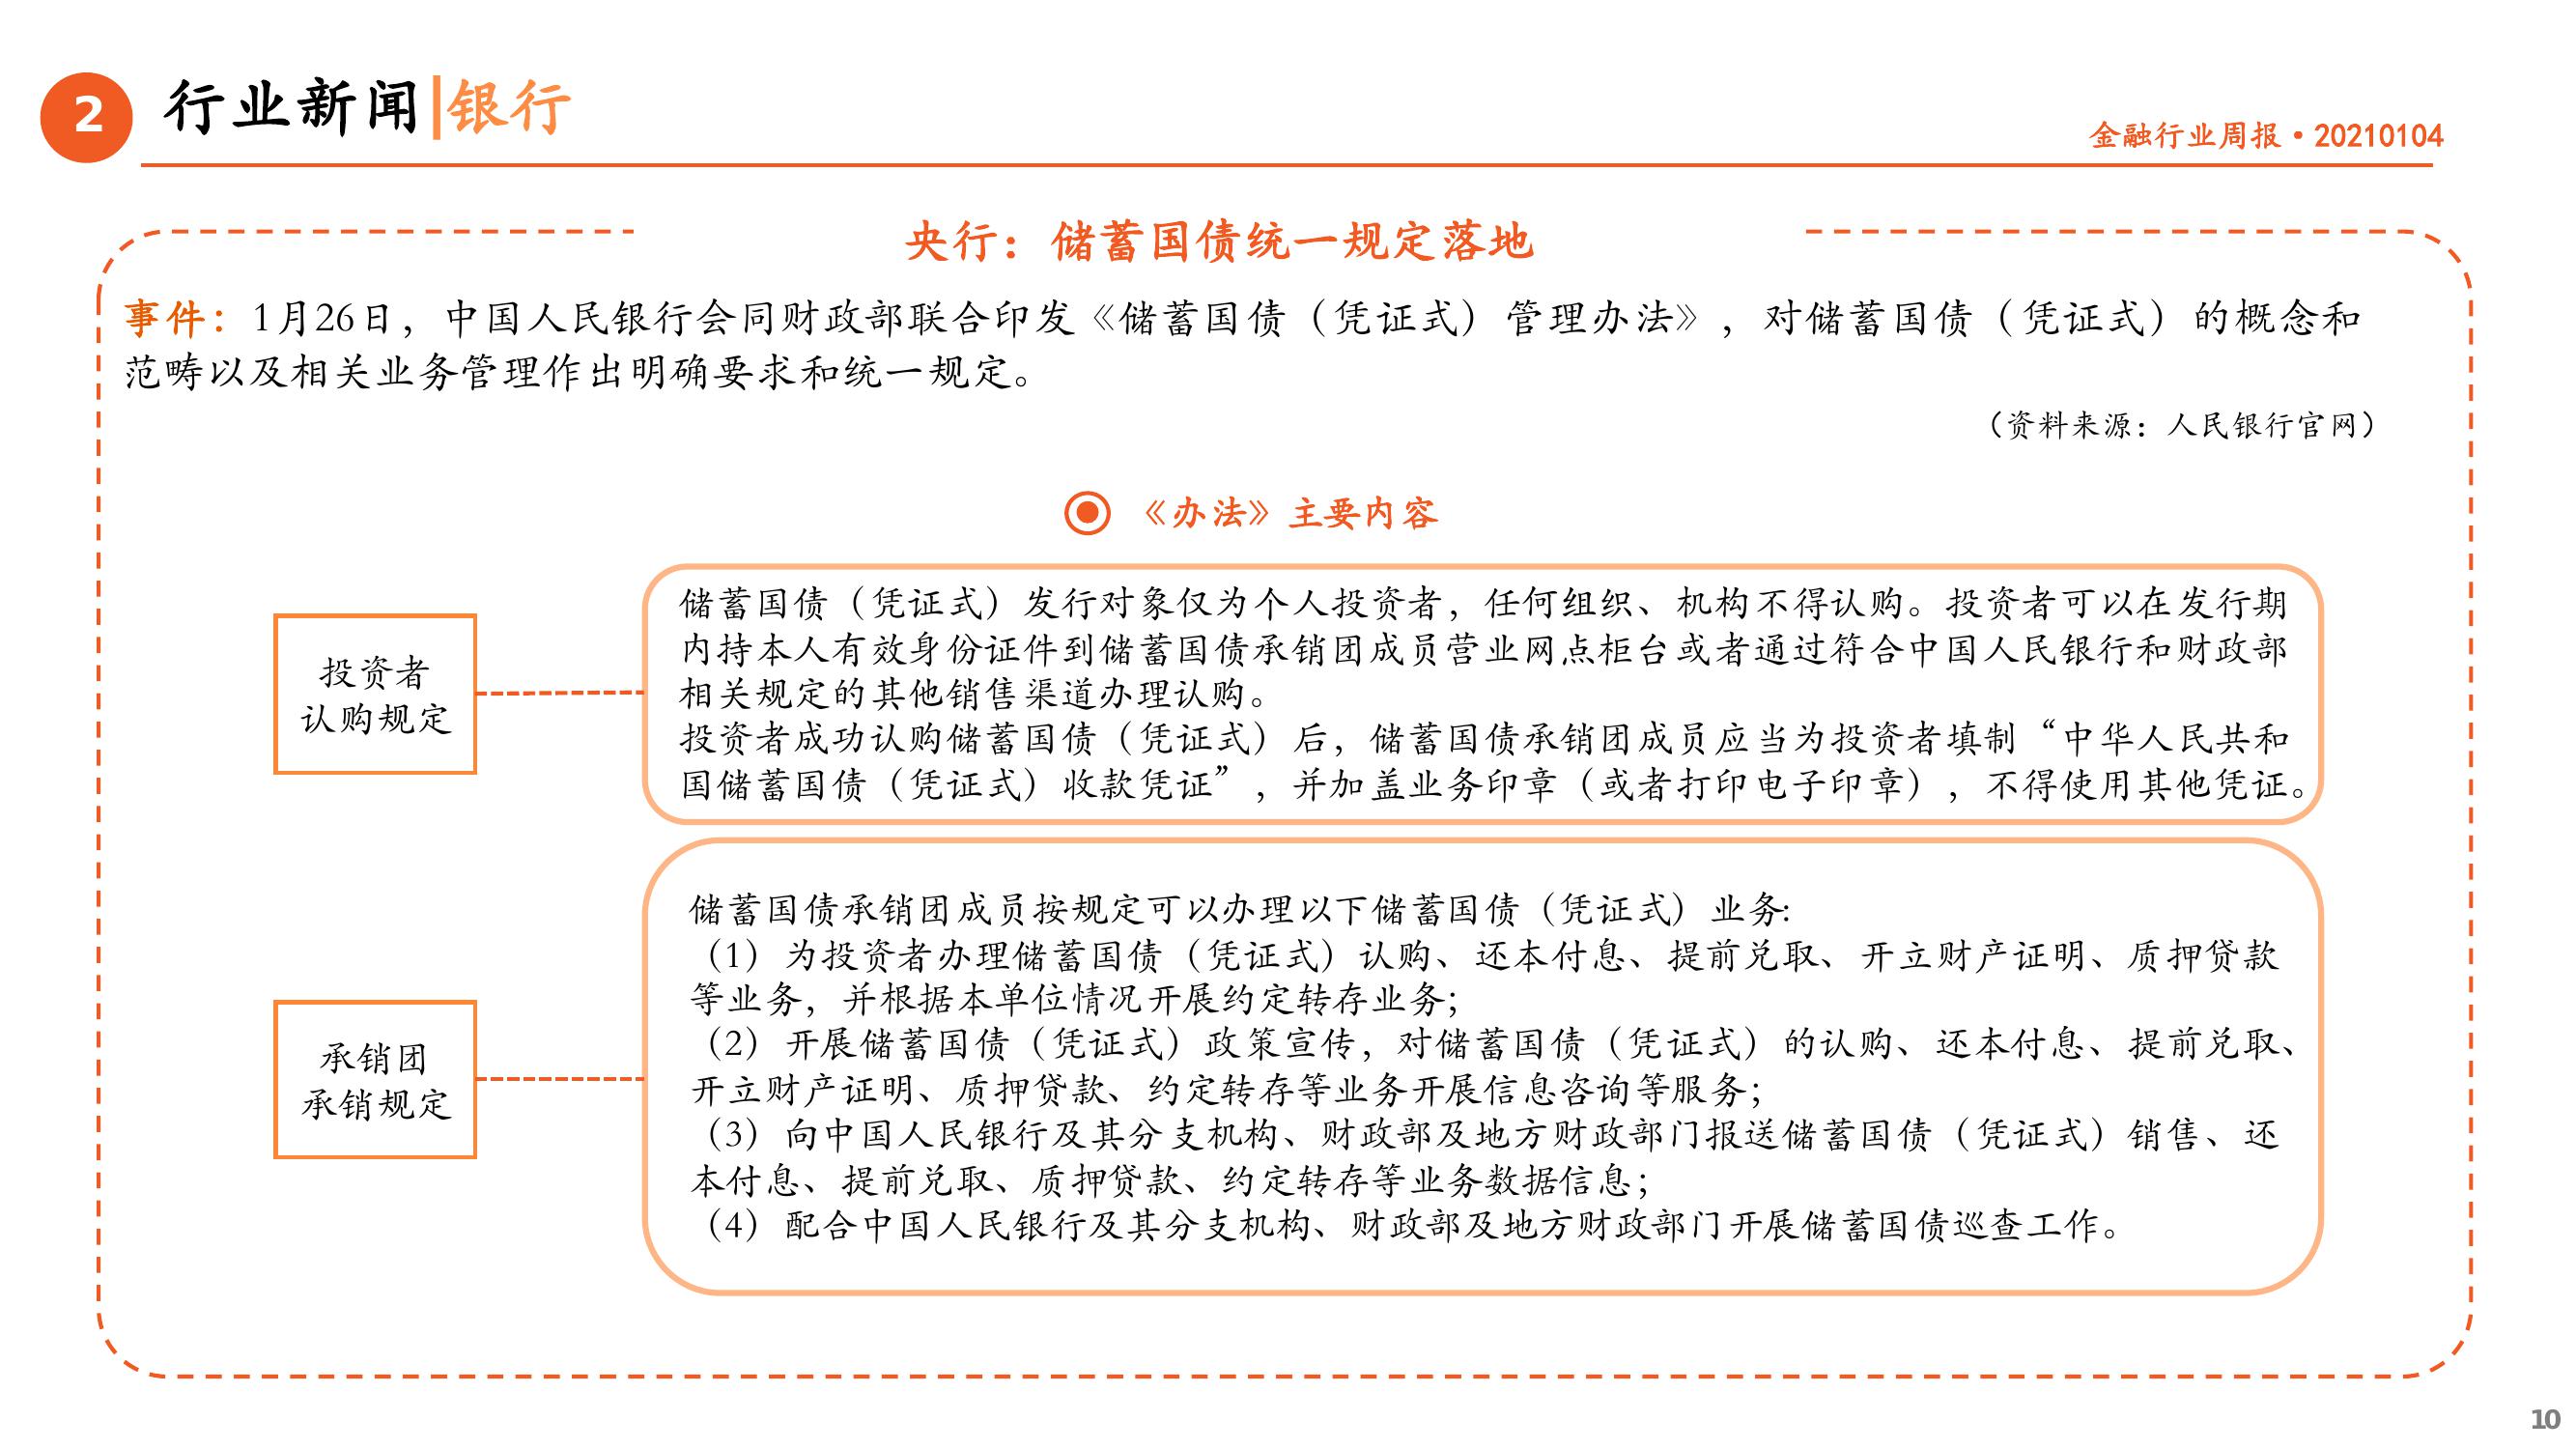 2
行业新闻|银行
金融行业周报•20210104
央行：储蓄国债统一规定落地
事件：1月26日，中国人民银行会同财政部联合印发《储蓄国债（凭证式）管理办法》，对储蓄国债（凭证式）的概念和
范畴以及相关业务管理作出明确要求和统一规定。
（资料来源：人民银行官网）
《办法》主要内容
投资者
认购规定
储蓄国债（凭证式）发行对象仅为个人投资者，任何组织、机构不得认购。投资者可以在发行期
内持本人有效身份证件到储蓄国债承销团成员营业网点柜台或者通过符合中国人民银行和财政部
相关规定的其他销售渠道办理认购。
投资者成功认购储蓄国债（凭证式）后，储蓄国债承销团成员应当为投资者填制“中华人民共和
国储蓄国债（凭证式）收款凭证”，并加盖业务印章（或者打印电子印章），不得使用其他凭证。
承销团
承销规定
储蓄国债承销团成员按规定可以办理以下储蓄国债（凭证式）业务:
（1）为投资者办理储蓄国债（凭证式）认购、还本付息、提前兑取、开立财产证明、质押贷款
等业务，并根据本单位情况开展约定转存业务；
（2）开展储蓄国债（凭证式）政策宣传，对储蓄国债（凭证式）的认购、还本付息、提前兑取、
开立财产证明、质押贷款、约定转存等业务开展信息咨询等服务；
（3）向中国人民银行及其分支机构、财政部及地方财政部门报送储蓄国债（凭证式）销售、还
本付息、提前兑取、质押贷款、约定转存等业务数据信息；
（4）配合中国人民银行及其分支机构、财政部及地方财政部门开展储蓄国债巡查工作。
10